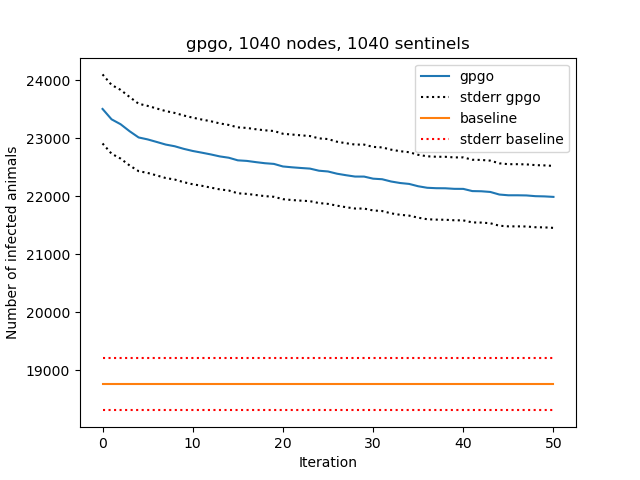 gpgo, 1040 nodes, 1040 sentinels
24000
23000
22000
21000
20000
19000
Number of infected animals
gpgo
stderr gpgo
baseline
stderr baseline
0 10 20 30 40 50
Iteration